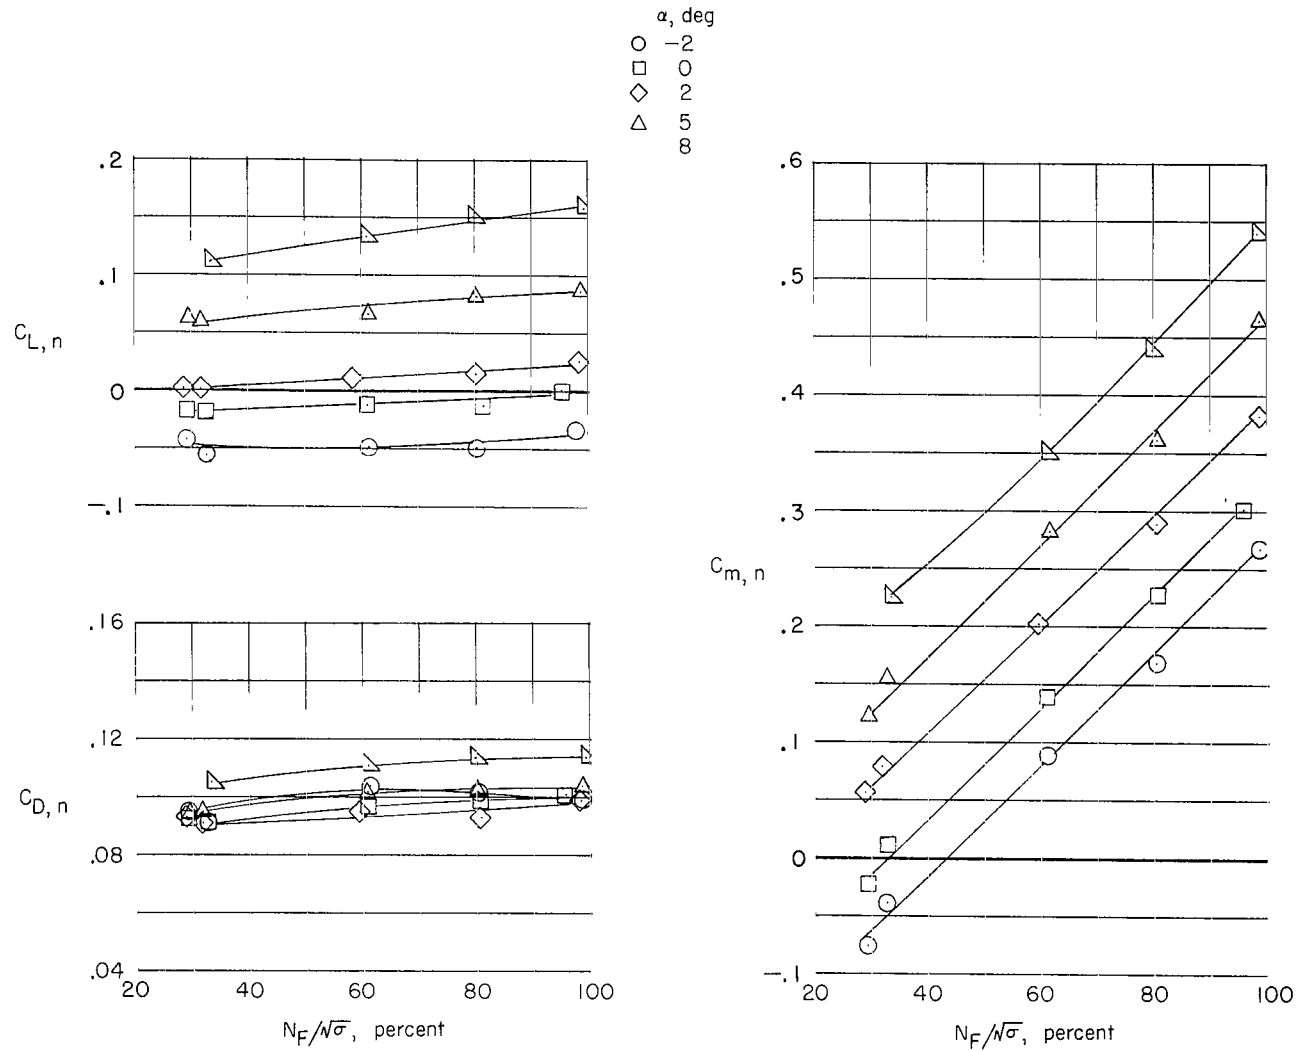 α, deg
−2
0
2
5
8
.2
.1
0
−.1
C_L, n
.16
.12
.08
.04
C_D, n
20 40 60 80 100
N_F/√σ, percent
.6
.5
.4
.3
.2
.1
0
−.1
C_m, n
20 40 60 80 100
N_F/√σ, percent